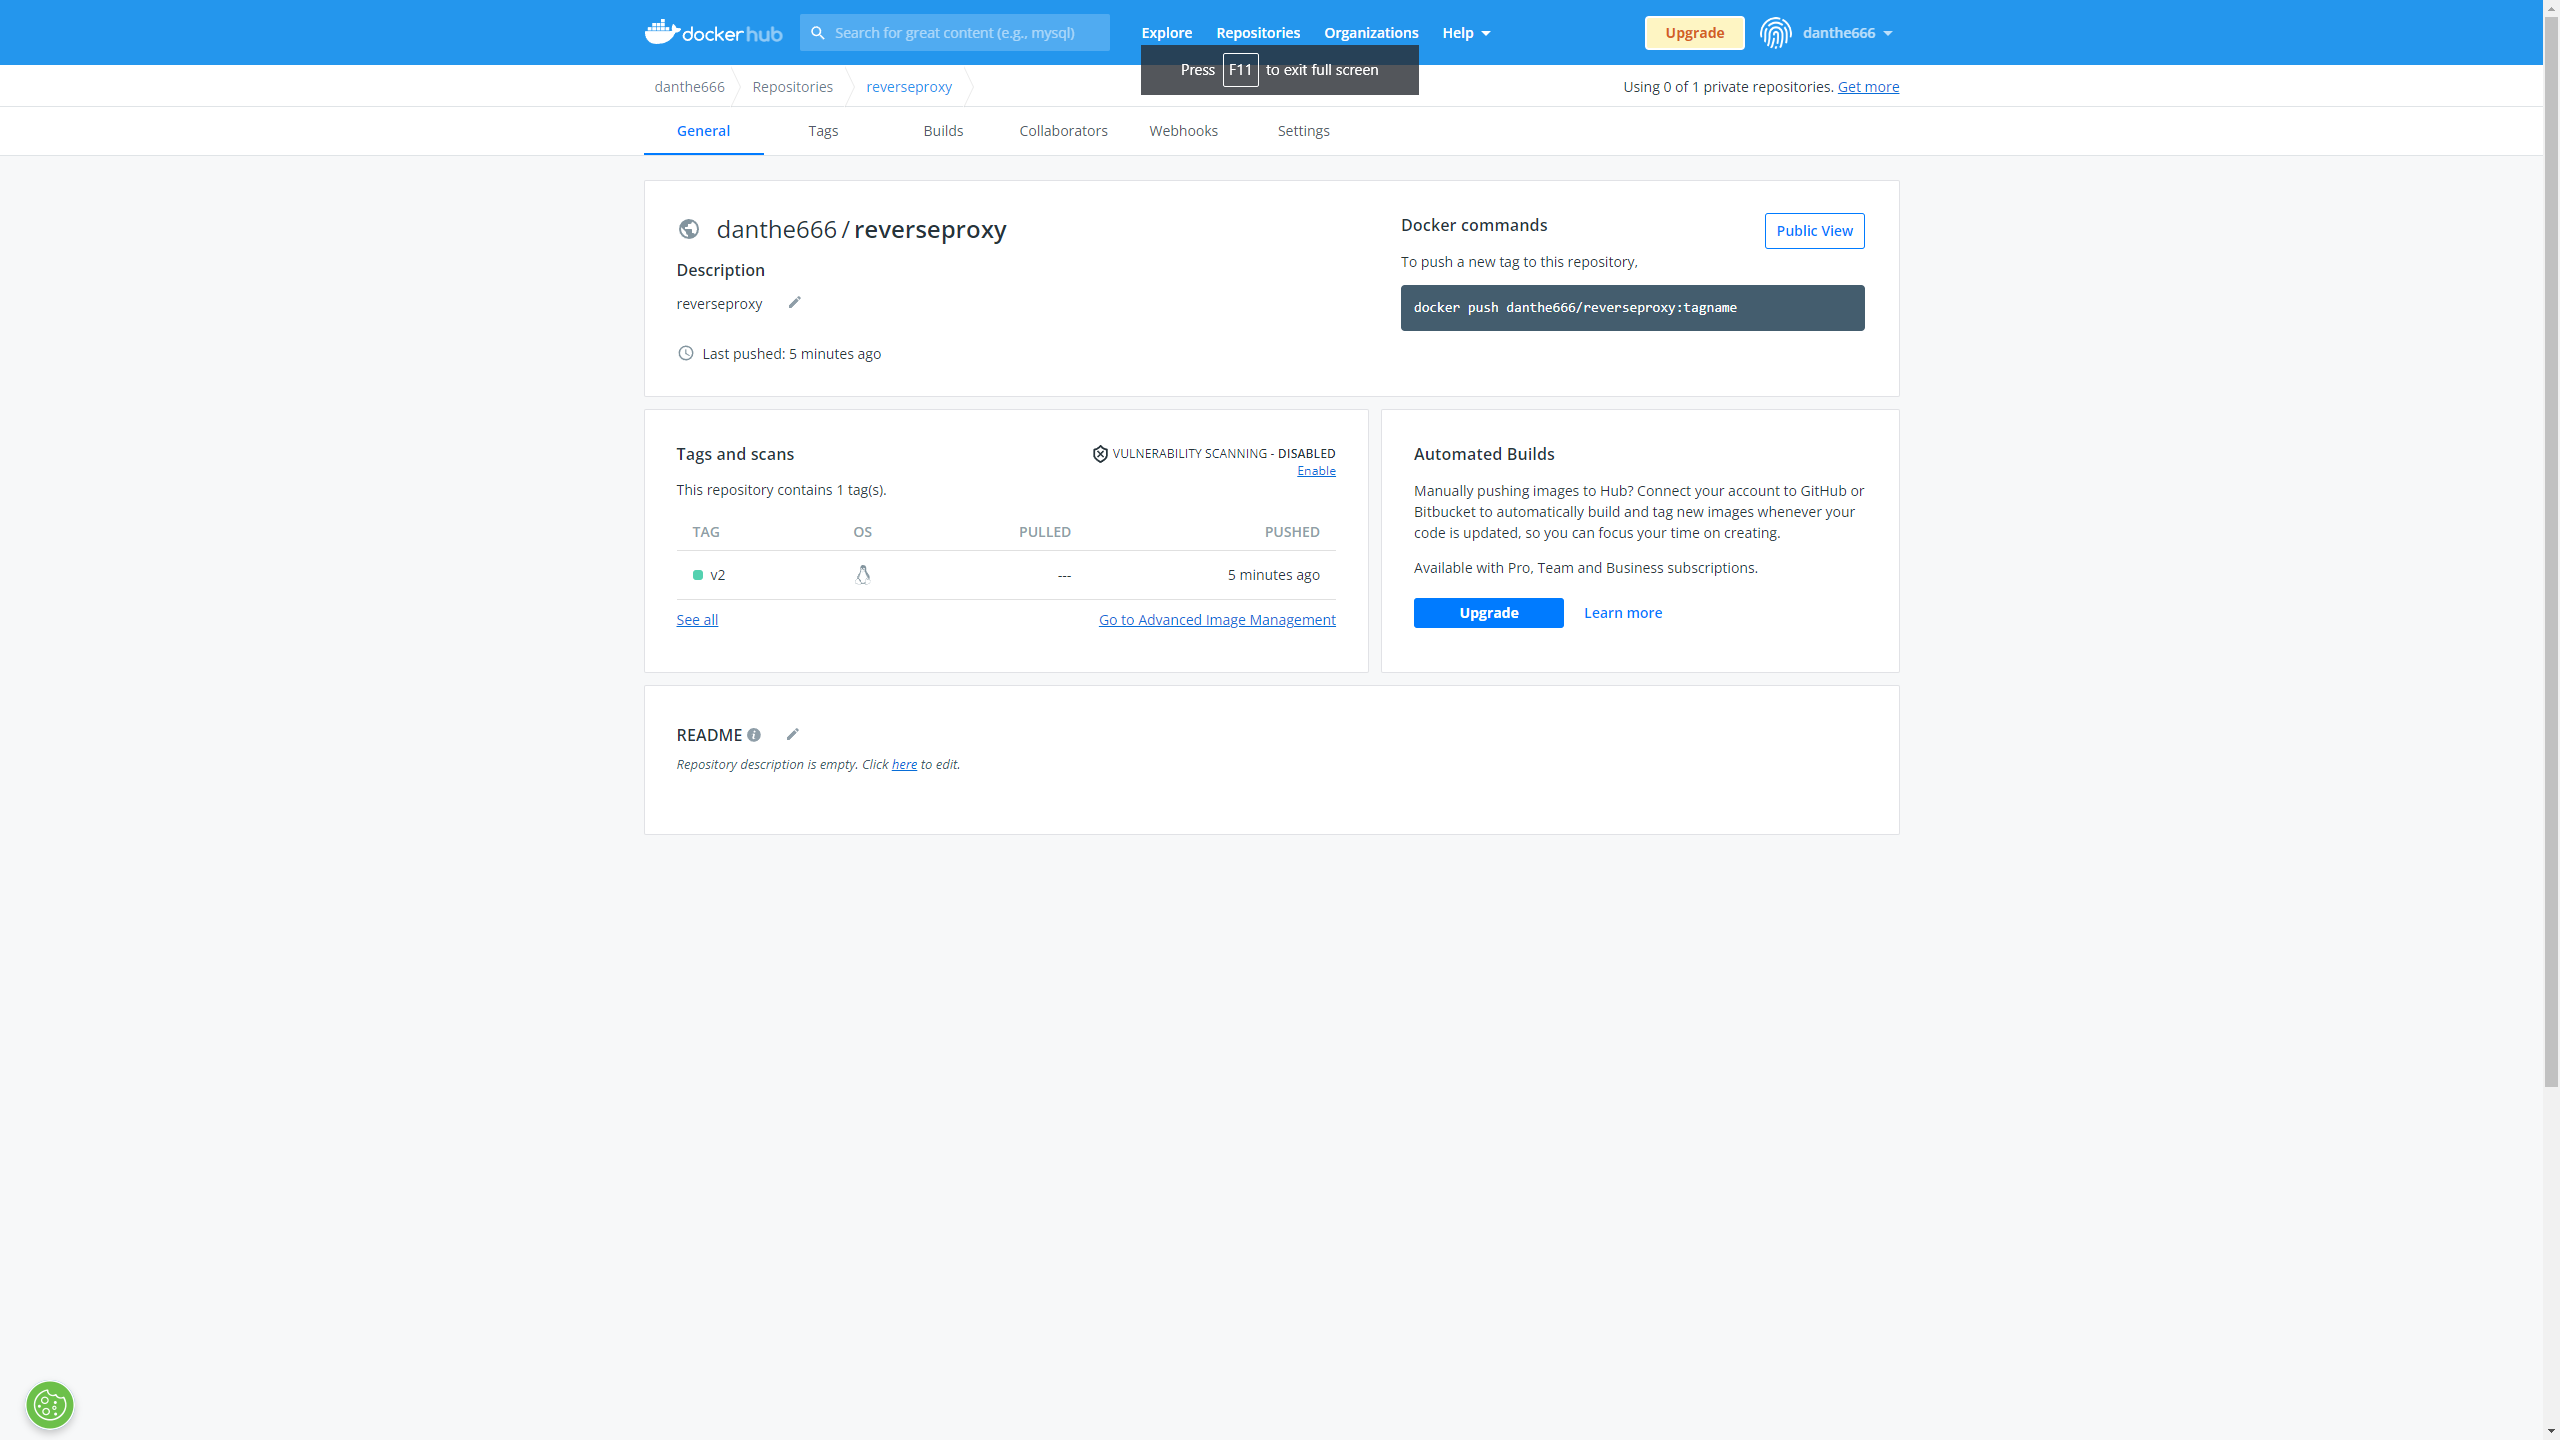 docker hub
Search for great content (e.g., mysql)
Explore
Repositories
Organizations
Help
Upgrade
danthe666
Press F11 to exit full screen
danthe666
Repositories
reverseproxy
Using 0 of 1 private repositories. Get more
General
Tags
Builds
Collaborators
Webhooks
Settings
danthe666 / reverseproxy
Description
reverseproxy
Last pushed: 5 minutes ago
Docker commands
Public View
To push a new tag to this repository,
docker push danthe666/reverseproxy:tagname
Tags and scans
VULNERABILITY SCANNING - DISABLED
Enable
This repository contains 1 tag(s).
TAG OS PULLED PUSHED
v2 --- 5 minutes ago
See all
Go to Advanced Image Management
Automated Builds
Manually pushing images to Hub? Connect your account to GitHub or
Bitbucket to automatically build and tag new images whenever your
code is updated, so you can focus your time on creating.
Available with Pro, Team and Business subscriptions.
Upgrade
Learn more
README
Repository description is empty. Click here to edit.